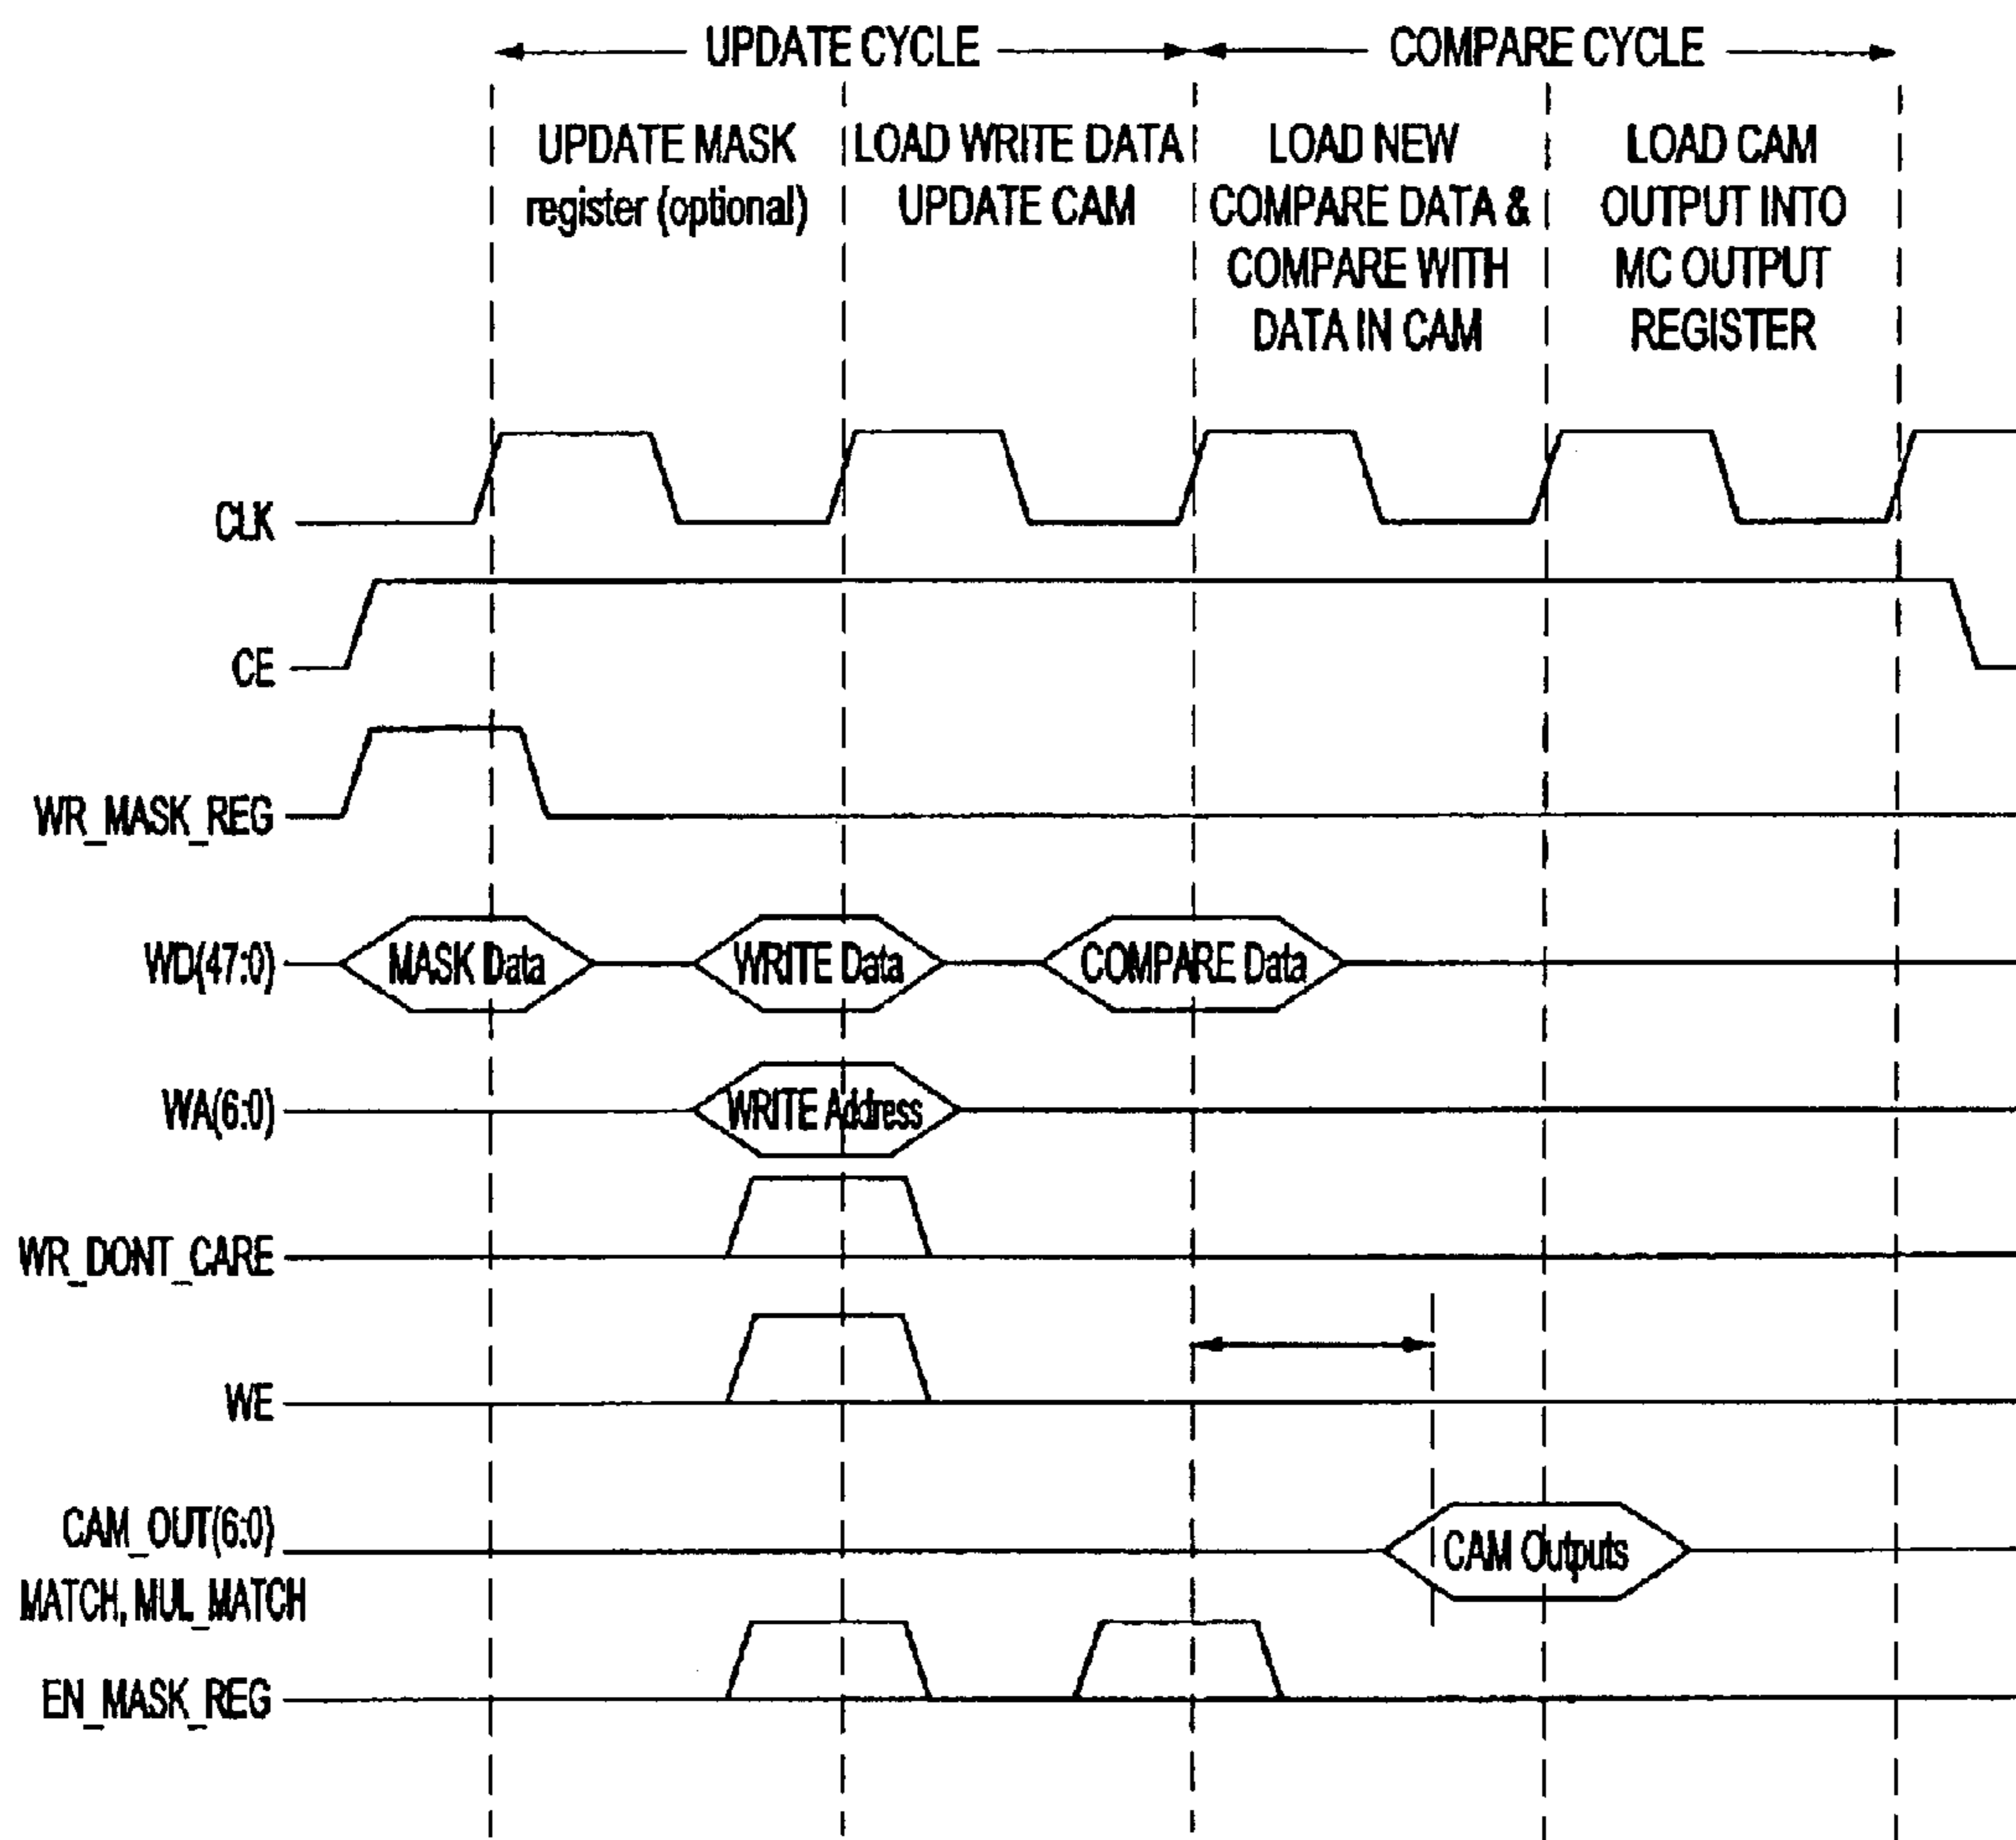 UPDATE CYCLE
COMPARE CYCLE
UPDATE MASK
register (optional)
LOAD WRITE DATA
UPDATE CAM
LOAD NEW
COMPARE DATA &
COMPARE WITH
DATA IN CAM
LOAD CAM
OUTPUT INTO
MC OUTPUT
REGISTER
CLK
CE
WR_MASK_REG
WD(47:0)
MASK Data
WRITE Data
COMPARE Data
WA(6:0)
WRITE Address
WR_DONT_CARE
WE
CAM_OUT(6:0)
MATCH, MUL_MATCH
CAM Outputs
EN_MASK_REG